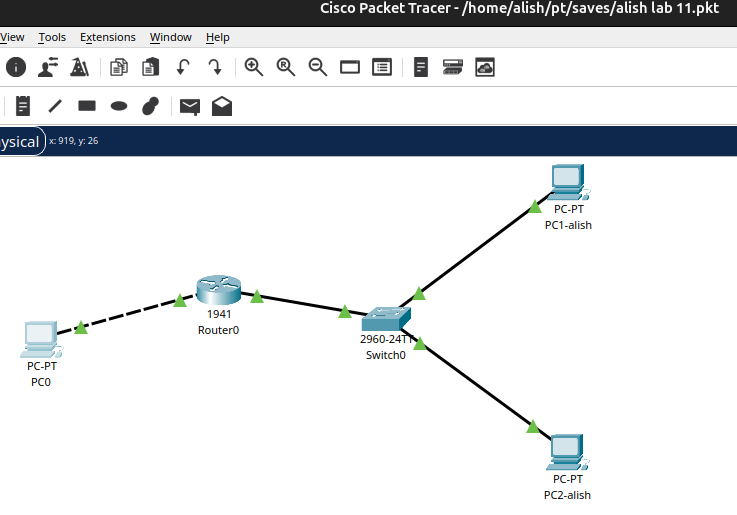 Cisco Packet Tracer - /home/alish/pt/saves/alish lab 11.pkt
View Tools Extensions Window Help
ysical x: 919, y: 26
PC-PT
PC1-alish
1941
Router0
2960-24TT
Switch0
PC-PT
PC0
PC-PT
PC2-alish